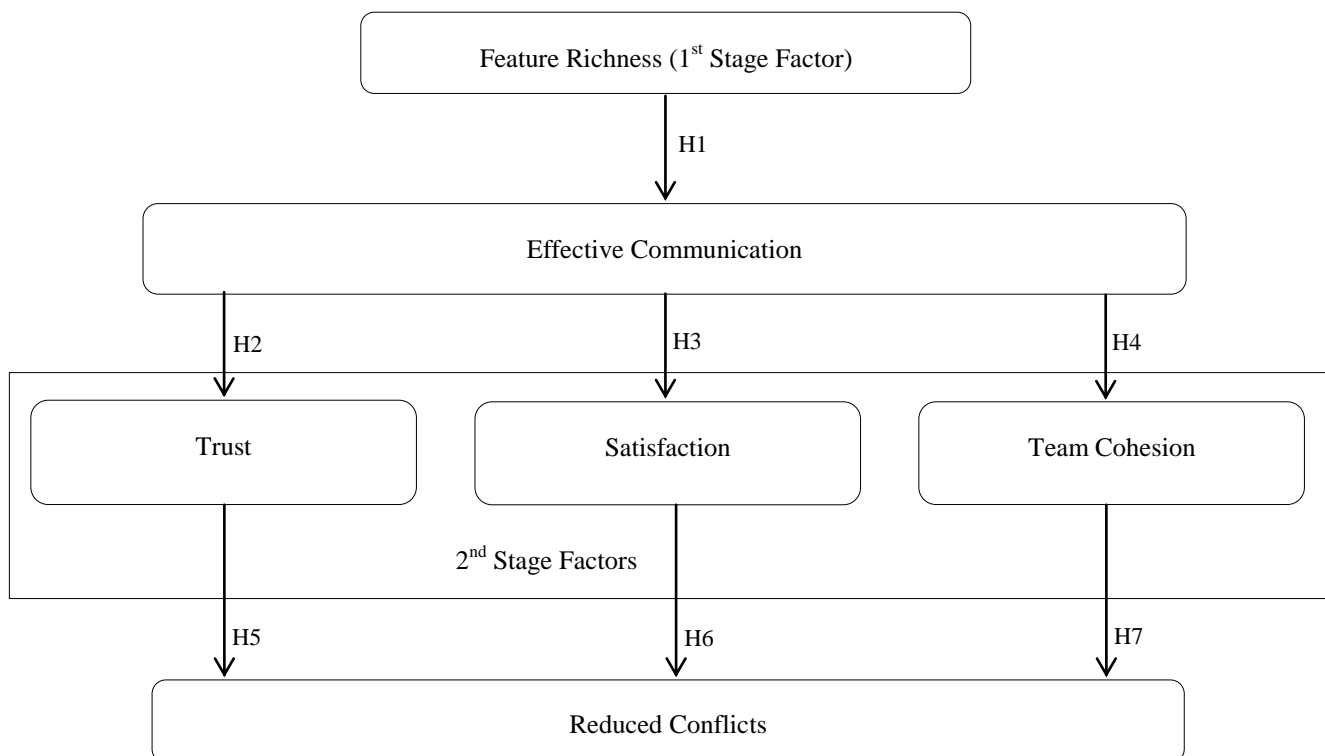 Feature Richness (1st Stage Factor)
H1
Effective Communication
H2
H3
H4
Trust
Satisfaction
Team Cohesion
2nd Stage Factors
H5
H6
H7
Reduced Conflicts